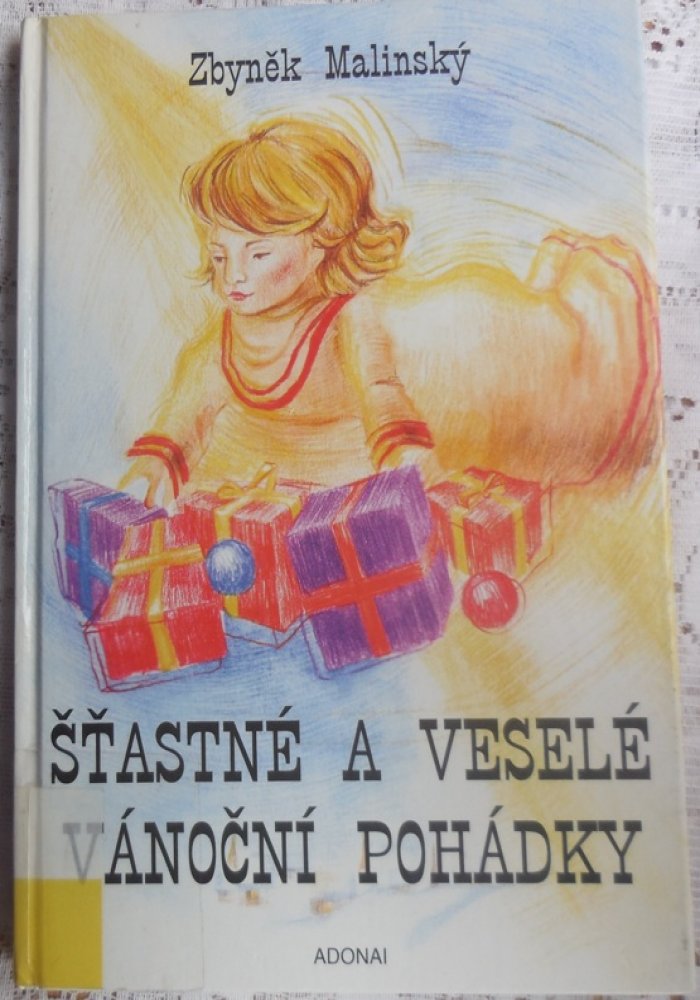 Zbyněk Malinský
ŠŤASTNÉ A VESELÉ
VÁNOČNÍ POHÁDKY
ADONAI